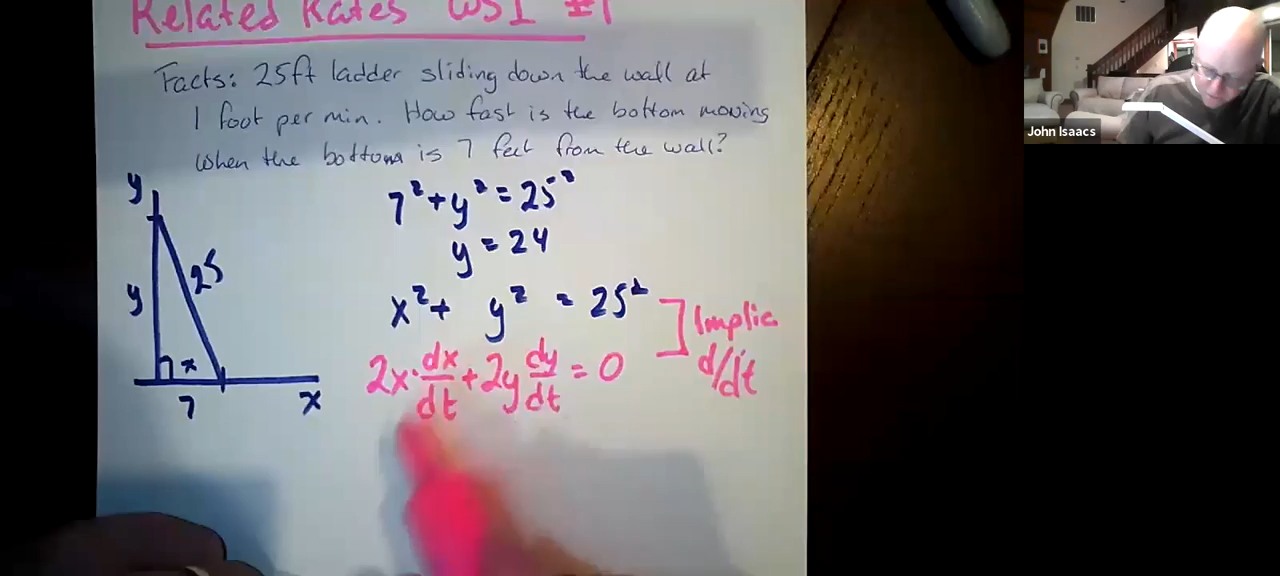 Related Rates WS1 #1
Facts: 25ft ladder sliding down the wall at
1 foot per min. How fast is the bottom moving
when the bottom is 7 feet from the wall?
y
y
25
x
7
x
7² + y² = 25²
y = 24
x² + y² = 25²
2x · dx/dt + 2y dy/dt = 0
Implic
d/dt
John Isaacs